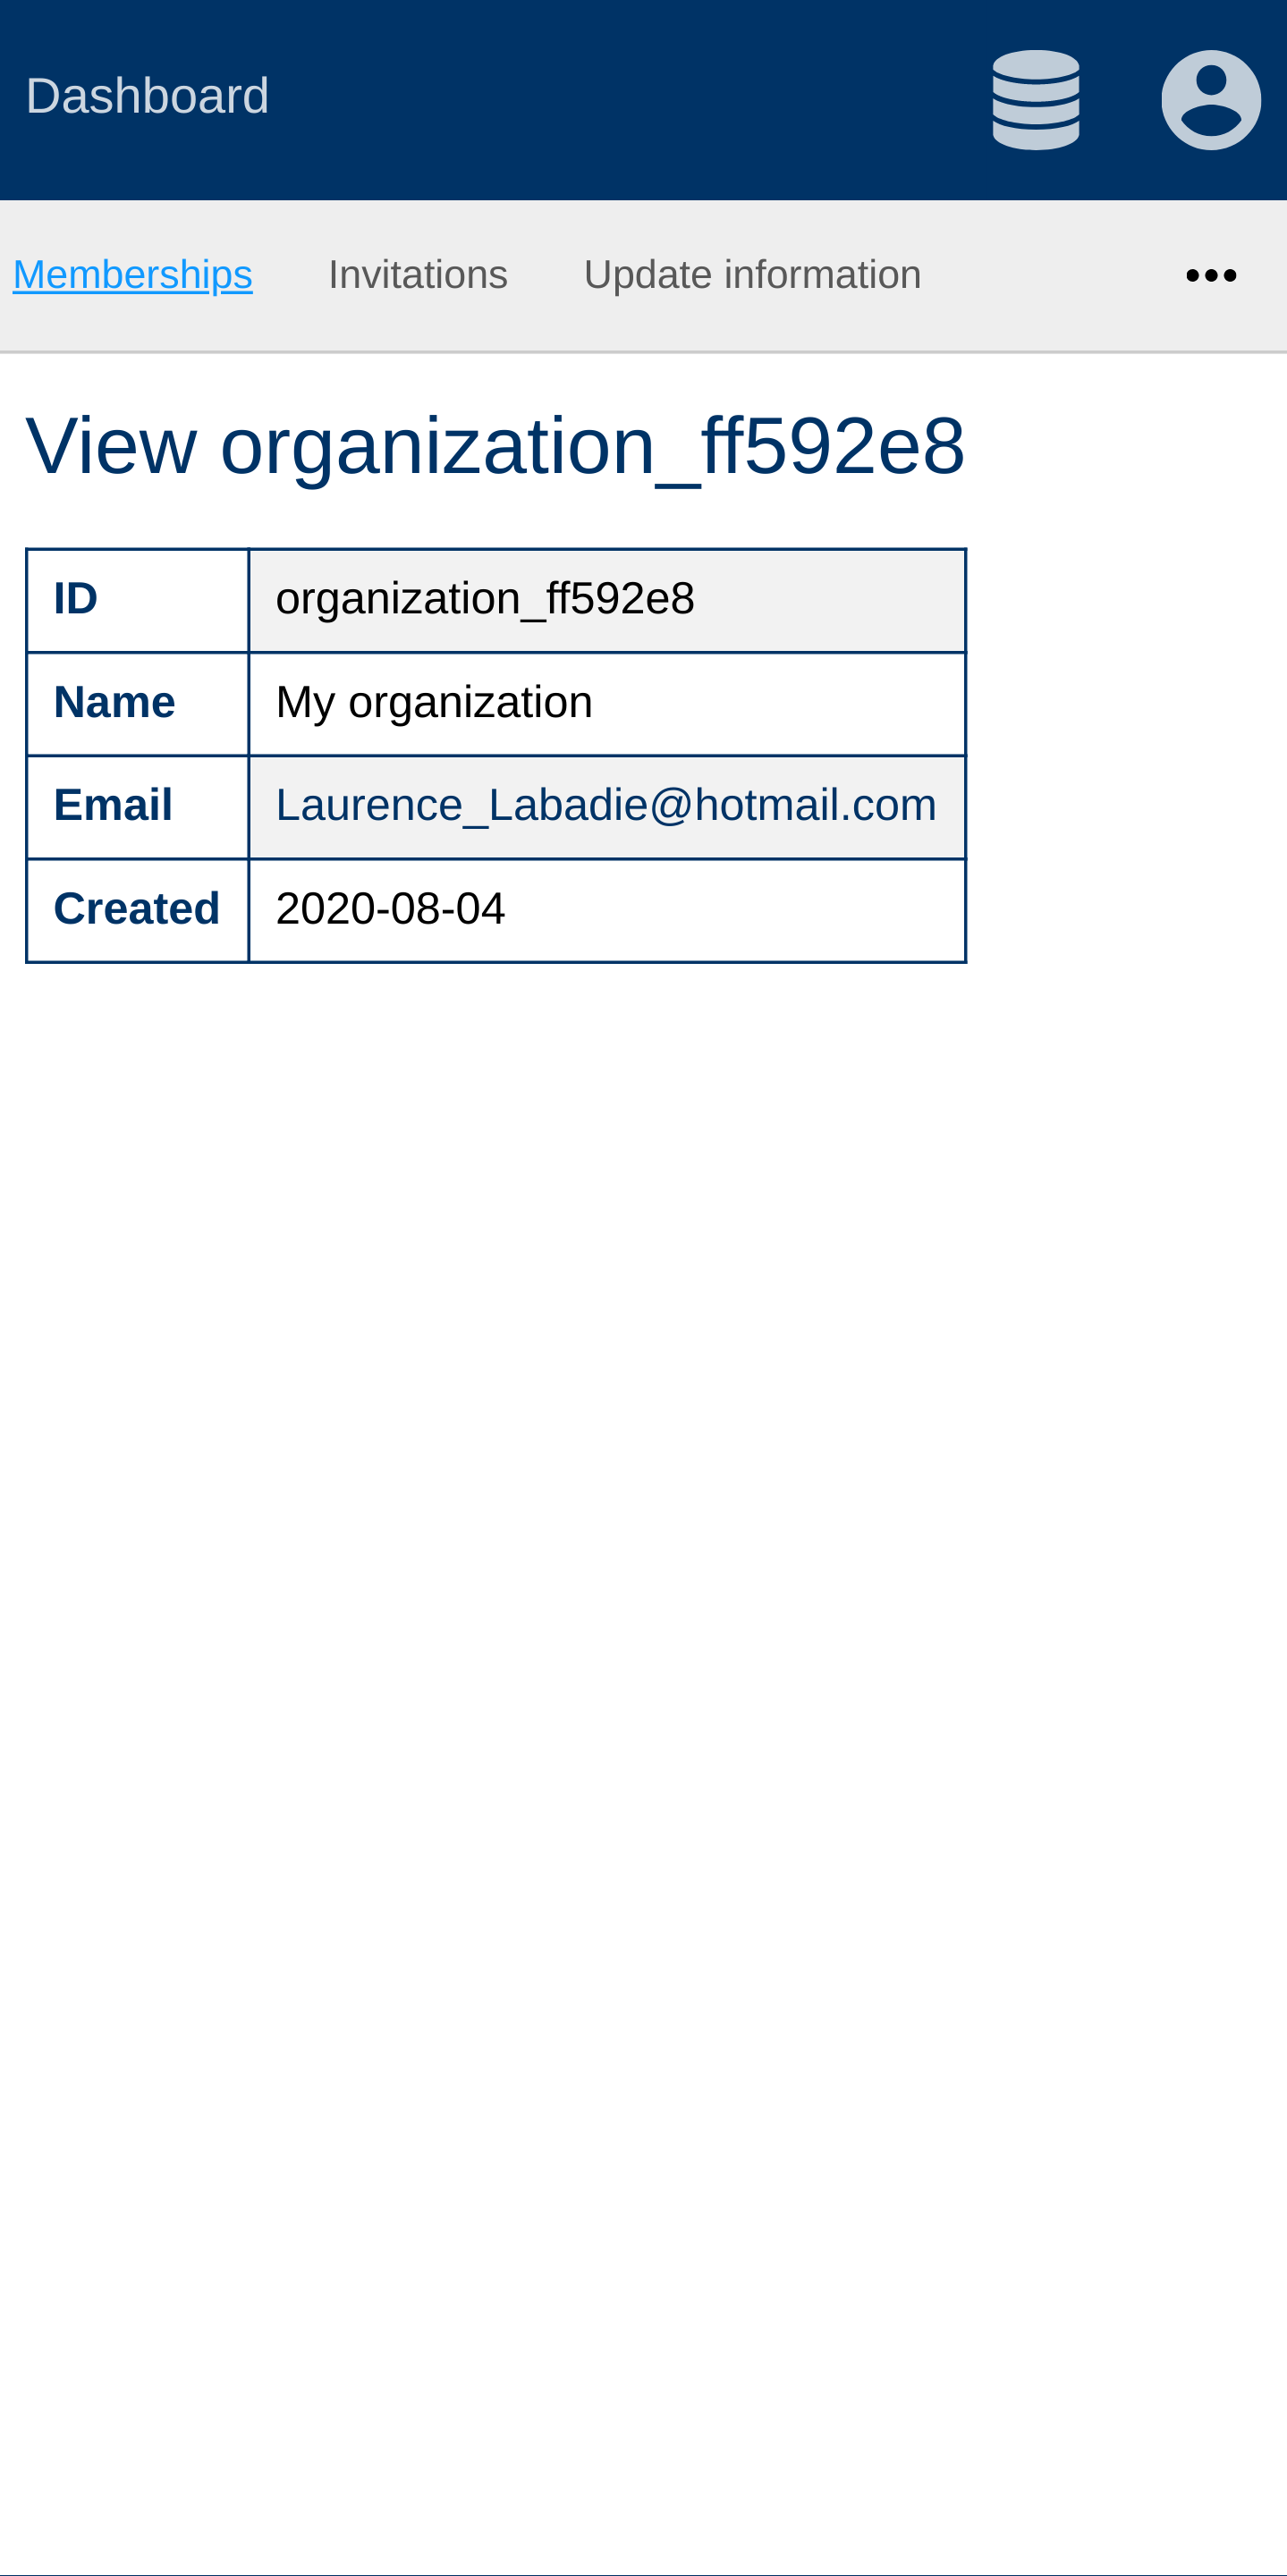 Dashboard
Memberships Invitations Update information
View organization_ff592e8
ID organization_ff592e8
Name My organization
Email Laurence_Labadie@hotmail.com
Created 2020-08-04